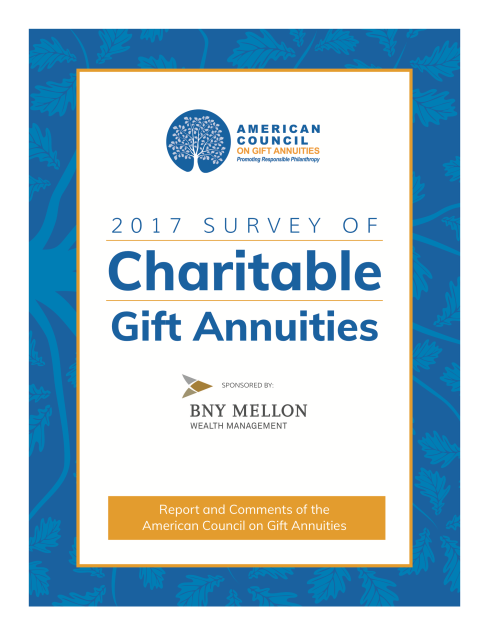 AMERICAN
COUNCIL
ON GIFT ANNUITIES
Promoting Responsible Philanthropy
2017 SURVEY OF
Charitable
Gift Annuities
SPONSORED BY:
BNY MELLON
WEALTH MANAGEMENT
Report and Comments of the
American Council on Gift Annuities